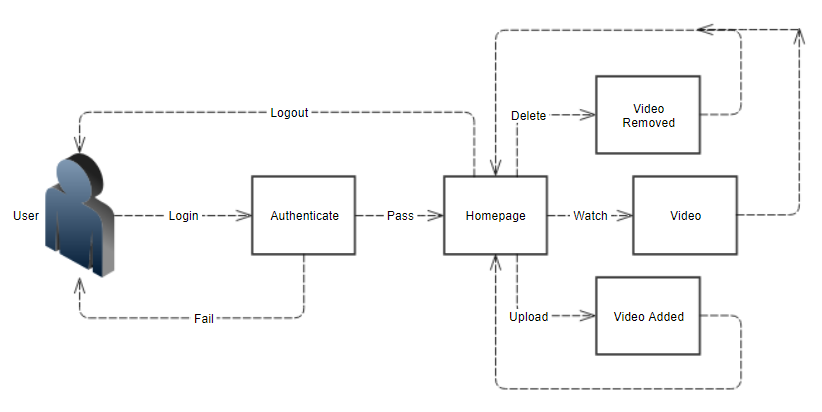 Logout
Delete
Video
Removed
User
Login
Authenticate
Pass
Homepage
Watch
Video
Fail
Upload
Video Added